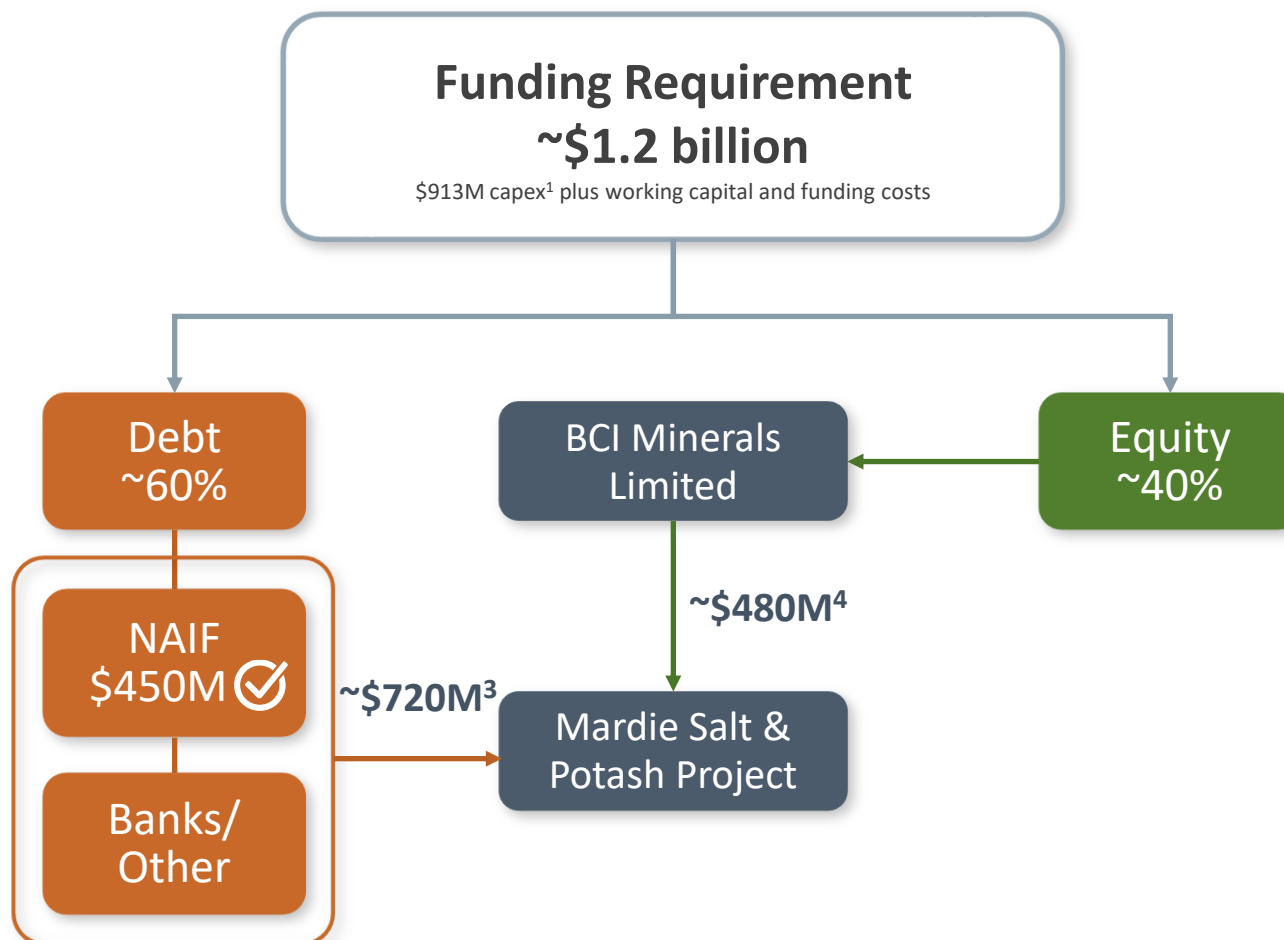 Funding Requirement
~$1.2 billion
$913M capex¹ plus working capital and funding costs
Debt
~60%
BCI Minerals
Limited
Equity
~40%
NAIF
$450M
~$720M³
~$480M⁴
Mardie Salt &
Potash Project
Banks/
Other